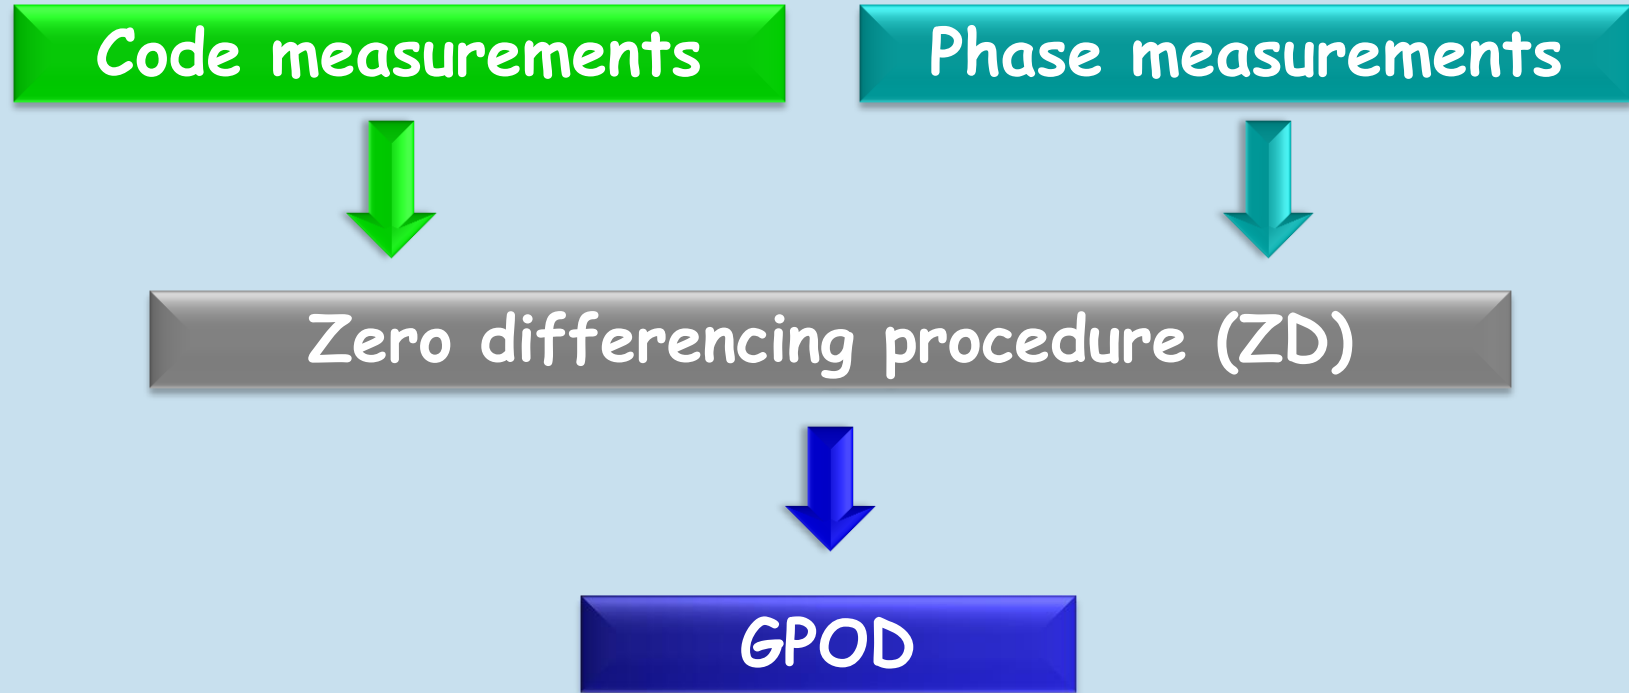 Code measurements
Phase measurements
Zero differencing procedure (ZD)
GPOD